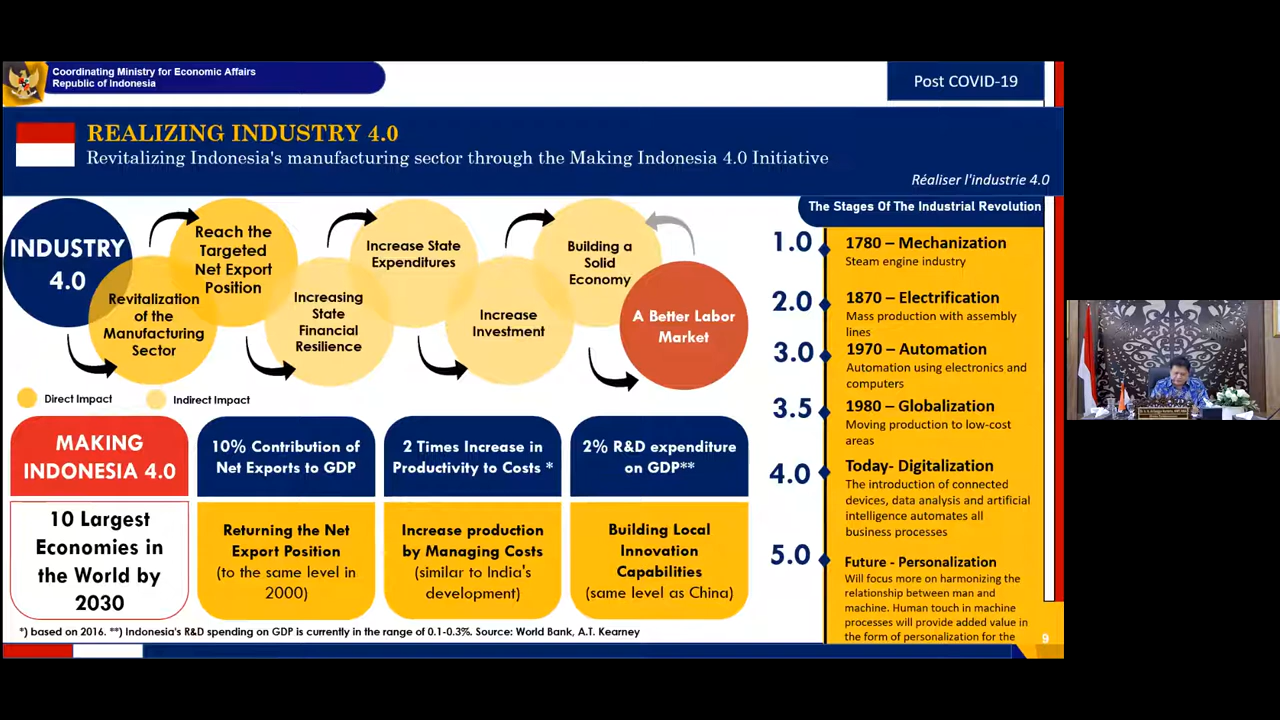 Coordinating Ministry for Economic Affairs
Republic of Indonesia
Post COVID-19
REALIZING INDUSTRY 4.0
Revitalizing Indonesia's manufacturing sector through the Making Indonesia 4.0 Initiative
Réaliser l'industrie 4.0
INDUSTRY
4.0
Revitalization
of the
Manufacturing
Sector
Reach the
Targeted
Net Export
Position
Increasing
State
Financial
Resilience
Increase State
Expenditures
Increase
Investment
Building a
Solid
Economy
A Better Labor
Market
Direct Impact
Indirect Impact
MAKING
INDONESIA 4.0
10 Largest
Economies in
the World by
2030
10% Contribution of
Net Exports to GDP
Returning the Net
Export Position
(to the same level in
2000)
2 Times Increase in
Productivity to Costs *
Increase production
by Managing Costs
(similar to India's
development)
2% R&D expenditure
on GDP**
Building Local
Innovation
Capabilities
(same level as China)
*) based on 2016. **) Indonesia's R&D spending on GDP is currently in the range of 0.1-0.3%. Source: World Bank, A.T. Kearney
The Stages Of The Industrial Revolution
1.0
1780 – Mechanization
Steam engine industry
2.0
1870 – Electrification
Mass production with assembly
lines
3.0
1970 – Automation
Automation using electronics and
computers
3.5
1980 – Globalization
Moving production to low-cost
areas
4.0
Today- Digitalization
The introduction of connected
devices, data analysis and artificial
intelligence automates all
business processes
5.0
Future - Personalization
Will focus more on harmonizing the
relationship between man and
machine. Human touch in machine
processes will provide added value in
the form of personalization for the
9